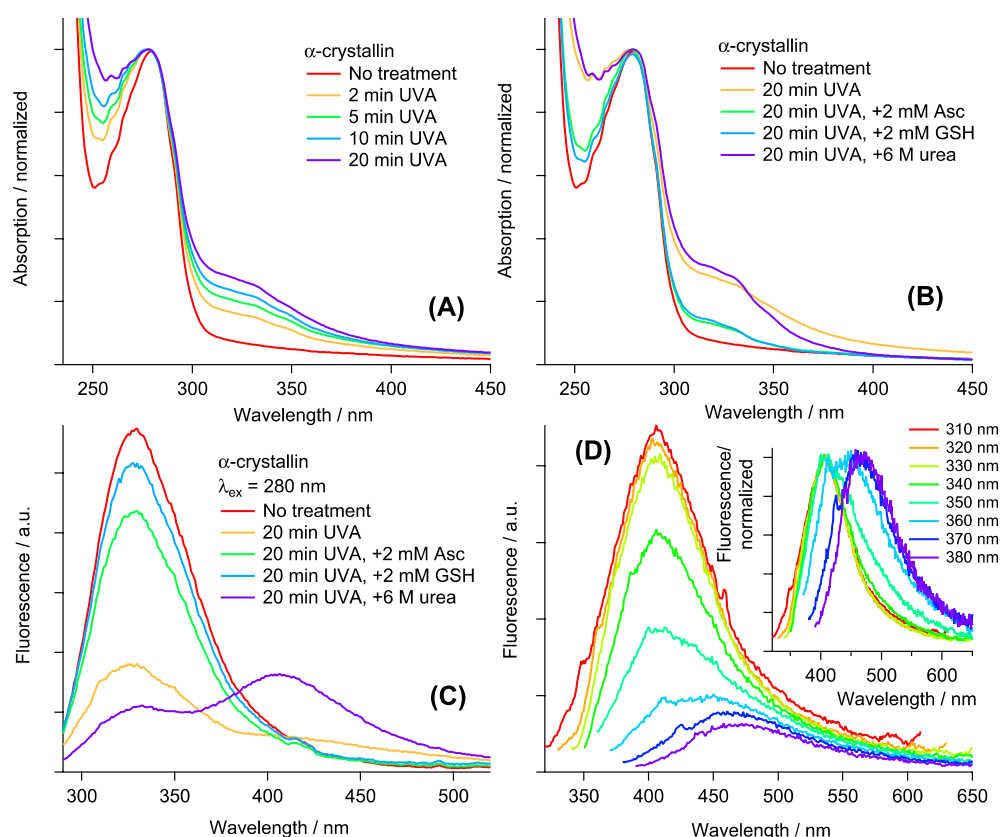 Absorption / normalized
α-crystallin
No treatment
2 min UVA
5 min UVA
10 min UVA
20 min UVA
(A)
250
300
350
400
450
Wavelength / nm
Absorption / normalized
α-crystallin
No treatment
20 min UVA
20 min UVA, +2 mM Asc
20 min UVA, +2 mM GSH
20 min UVA, +6 M urea
(B)
250
300
350
400
450
Wavelength / nm
Fluorescence / a.u.
α-crystallin
λex = 280 nm
No treatment
20 min UVA
20 min UVA, +2 mM Asc
20 min UVA, +2 mM GSH
20 min UVA, +6 M urea
(C)
300
350
400
450
500
Wavelength / nm
Fluorescence / a.u.
(D)
Fluorescence/
normalized
310 nm
320 nm
330 nm
340 nm
350 nm
360 nm
370 nm
380 nm
400
500
600
Wavelength / nm
350
400
450
500
550
600
650
Wavelength / nm